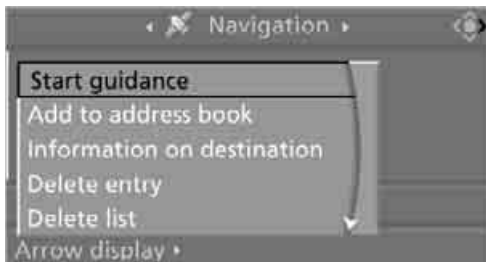 Navigation
Start guidance
Add to address book
Information on destination
Delete entry
Delete list
Arrow display